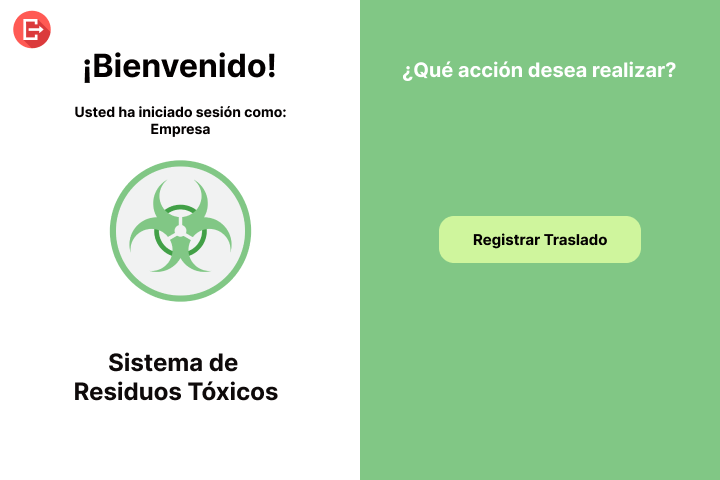 ¡Bienvenido!
Usted ha iniciado sesión como:
Empresa
Sistema de
Residuos Tóxicos
¿Qué acción desea realizar?
Registrar Traslado